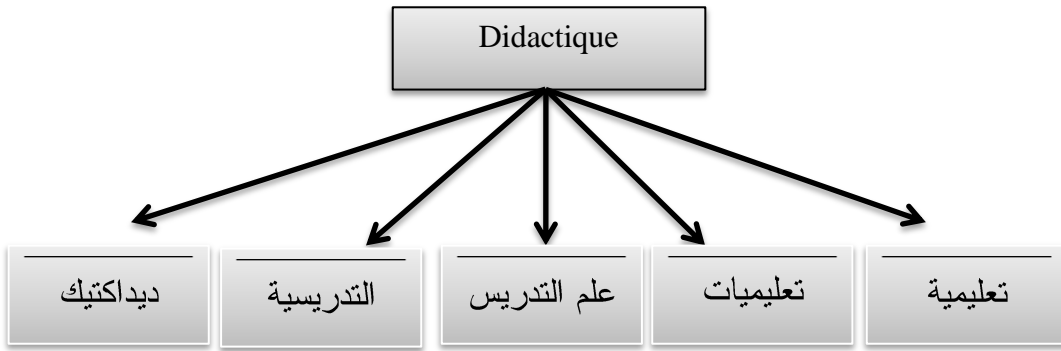 Didactique
تعليمية
تعليميات
علم التدريس
التدريسية
ديداكتيك